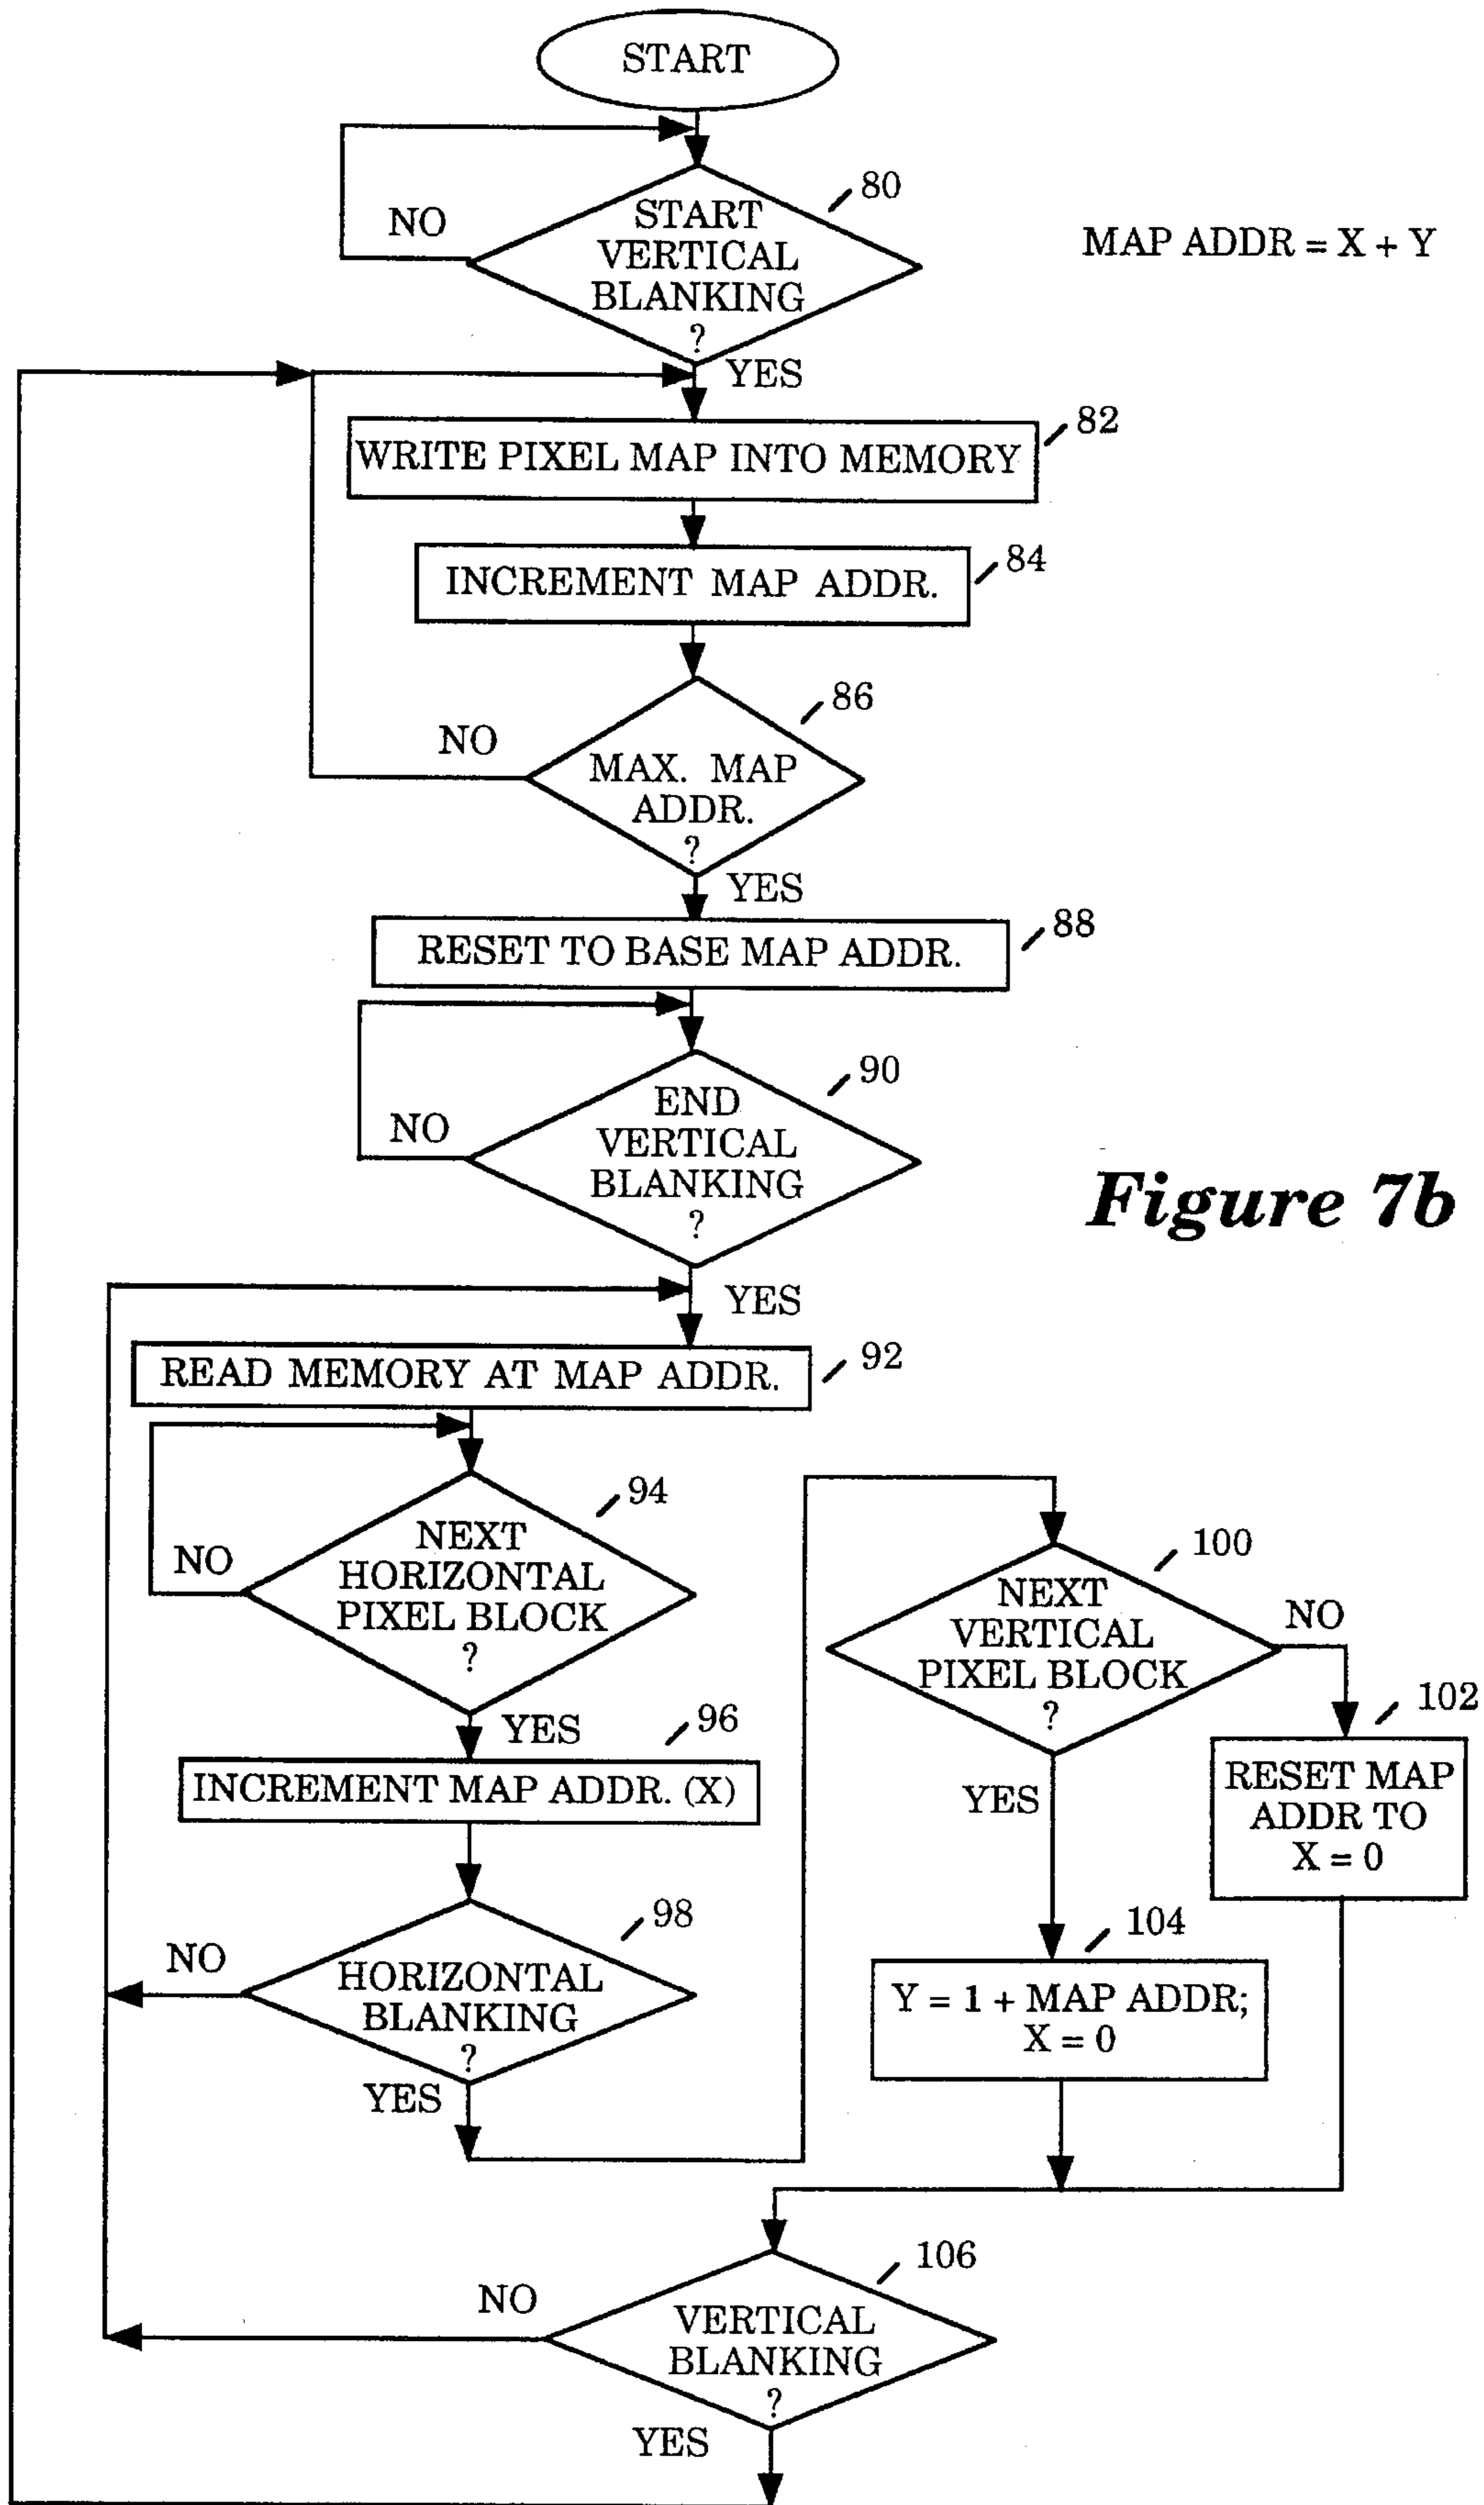 START
80
NO
START
VERTICAL
BLANKING
?
MAP ADDR = X + Y
YES
82
WRITE PIXEL MAP INTO MEMORY
84
INCREMENT MAP ADDR.
86
NO
MAX. MAP
ADDR.
?
YES
88
RESET TO BASE MAP ADDR.
90
NO
END
VERTICAL
BLANKING
?
Figure 7b
YES
92
READ MEMORY AT MAP ADDR.
94
NO
NEXT
HORIZONTAL
PIXEL BLOCK
?
YES
96
INCREMENT MAP ADDR. (X)
98
NO
HORIZONTAL
BLANKING
?
YES
100
NEXT
VERTICAL
PIXEL BLOCK
?
NO
102
RESET MAP
ADDR TO
X = 0
YES
104
Y = 1 + MAP ADDR;
X = 0
106
NO
VERTICAL
BLANKING
?
YES